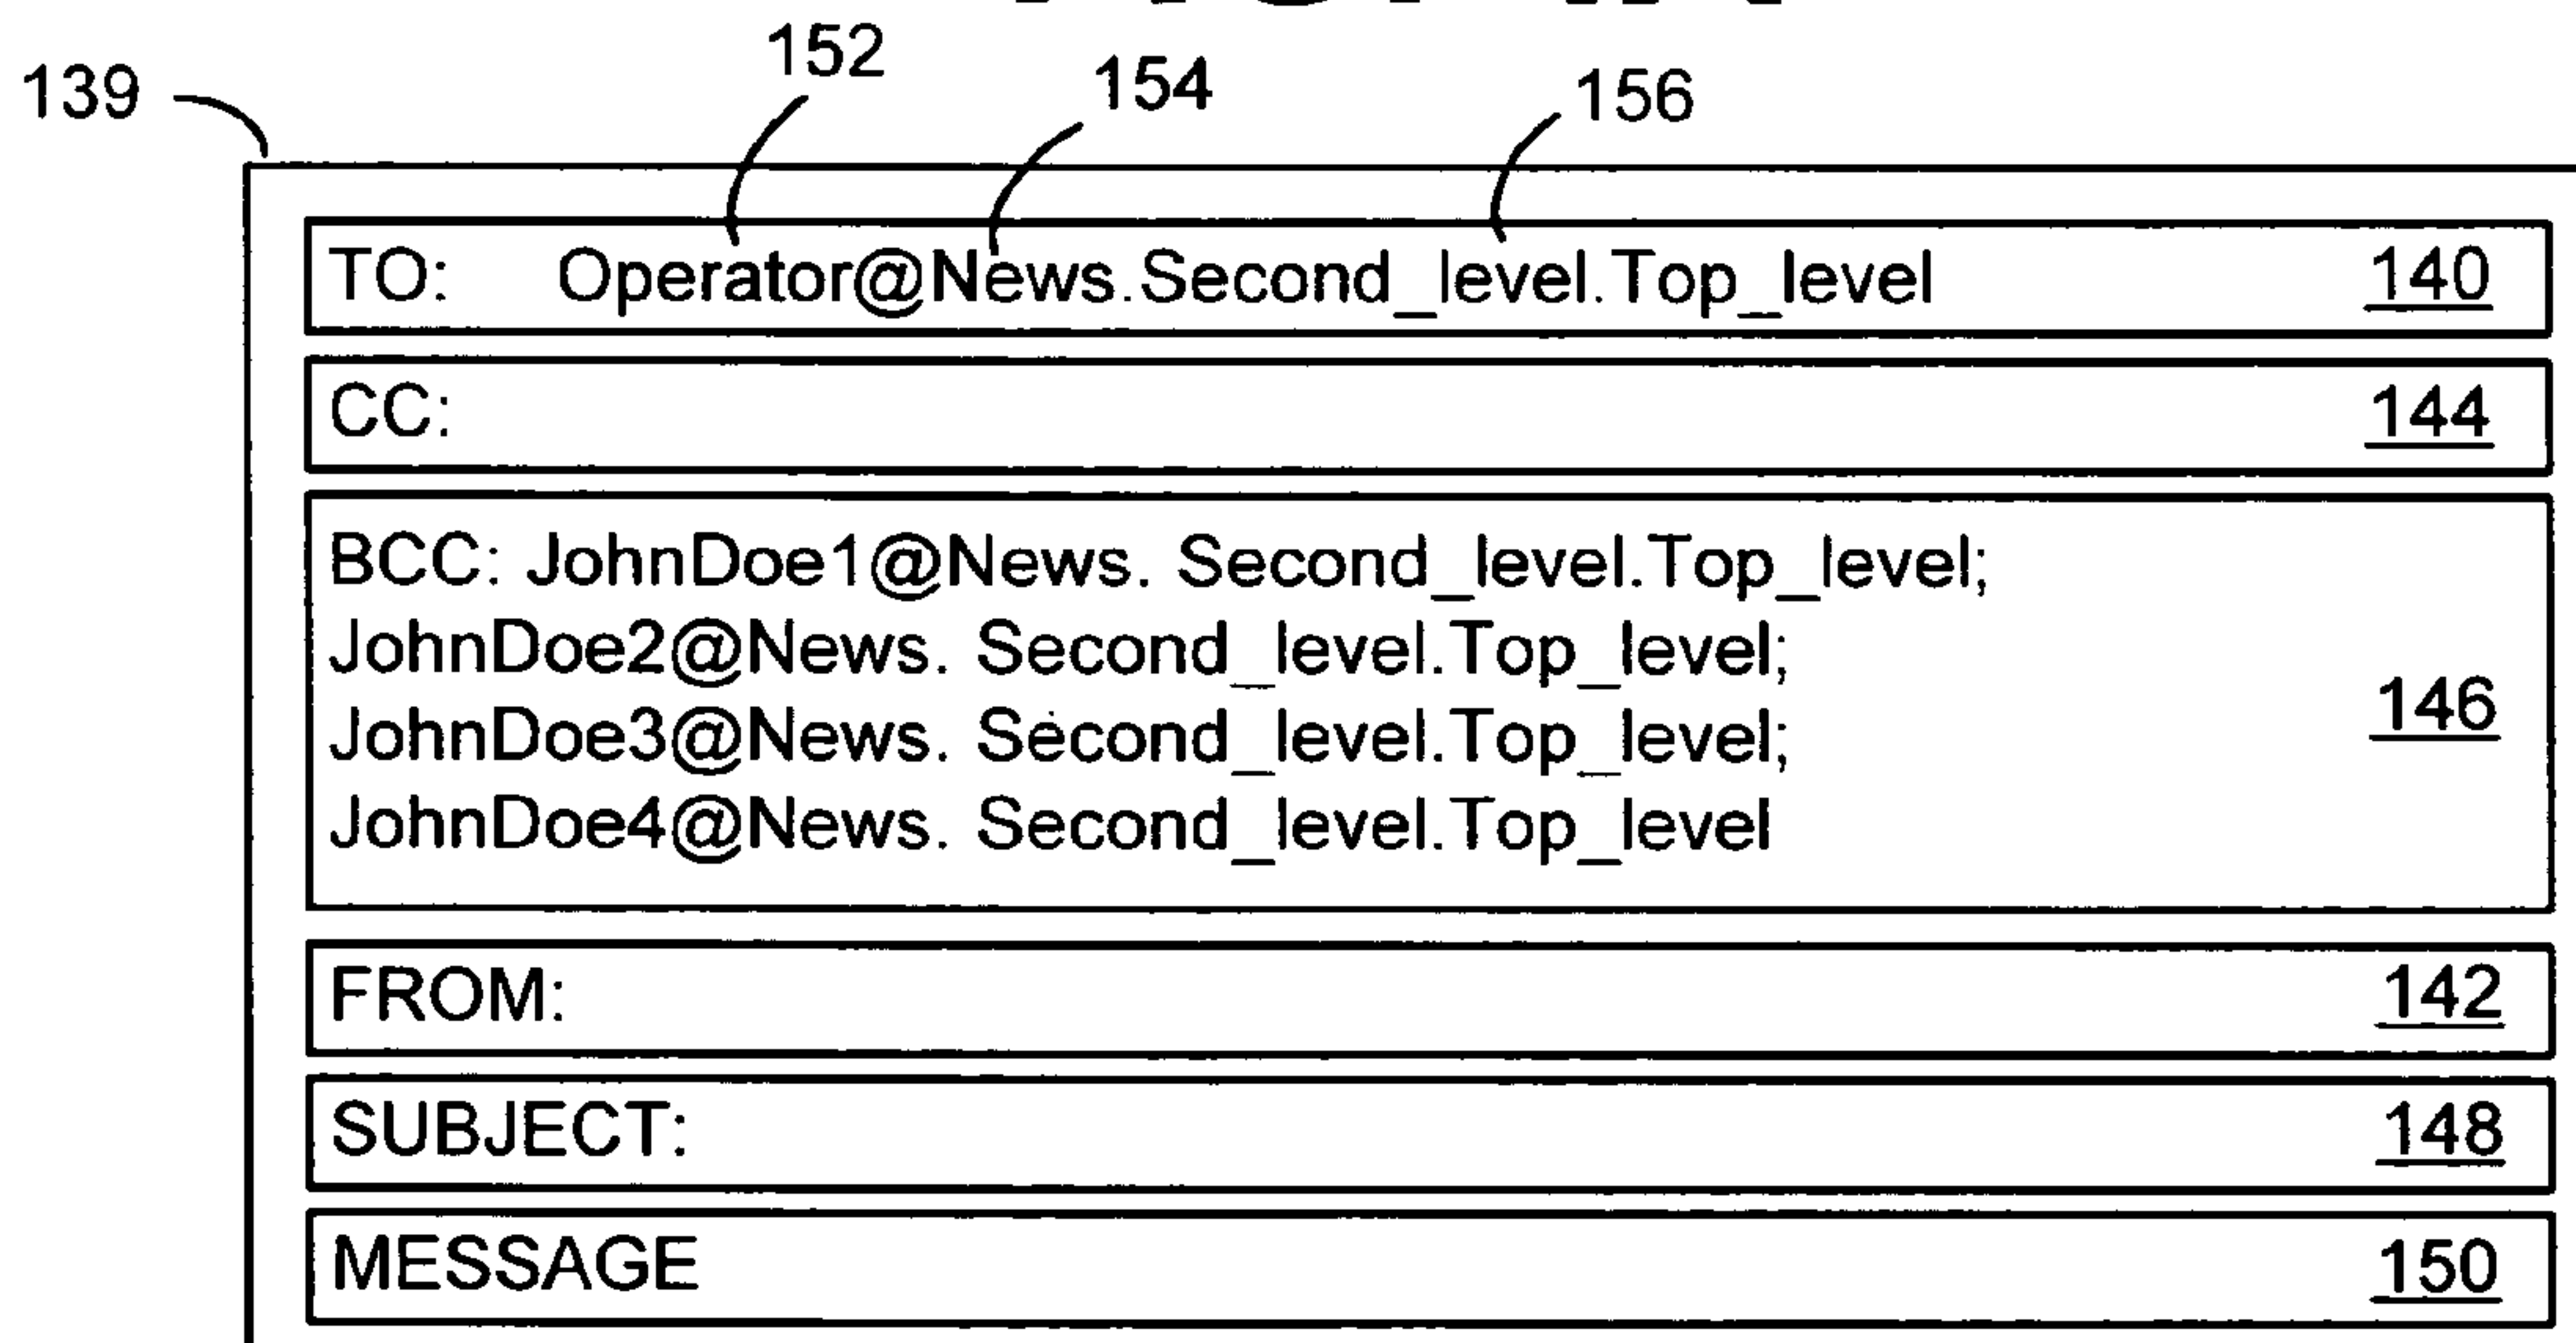 152
154
156
139
TO: Operator@News.Second_level.Top_level 140
CC: 144
BCC: JohnDoe1@News. Second_level.Top_level;
JohnDoe2@News. Second_level.Top_level;
JohnDoe3@News. Second_level.Top_level;
JohnDoe4@News. Second_level.Top_level
146
FROM: 142
SUBJECT: 148
MESSAGE 150